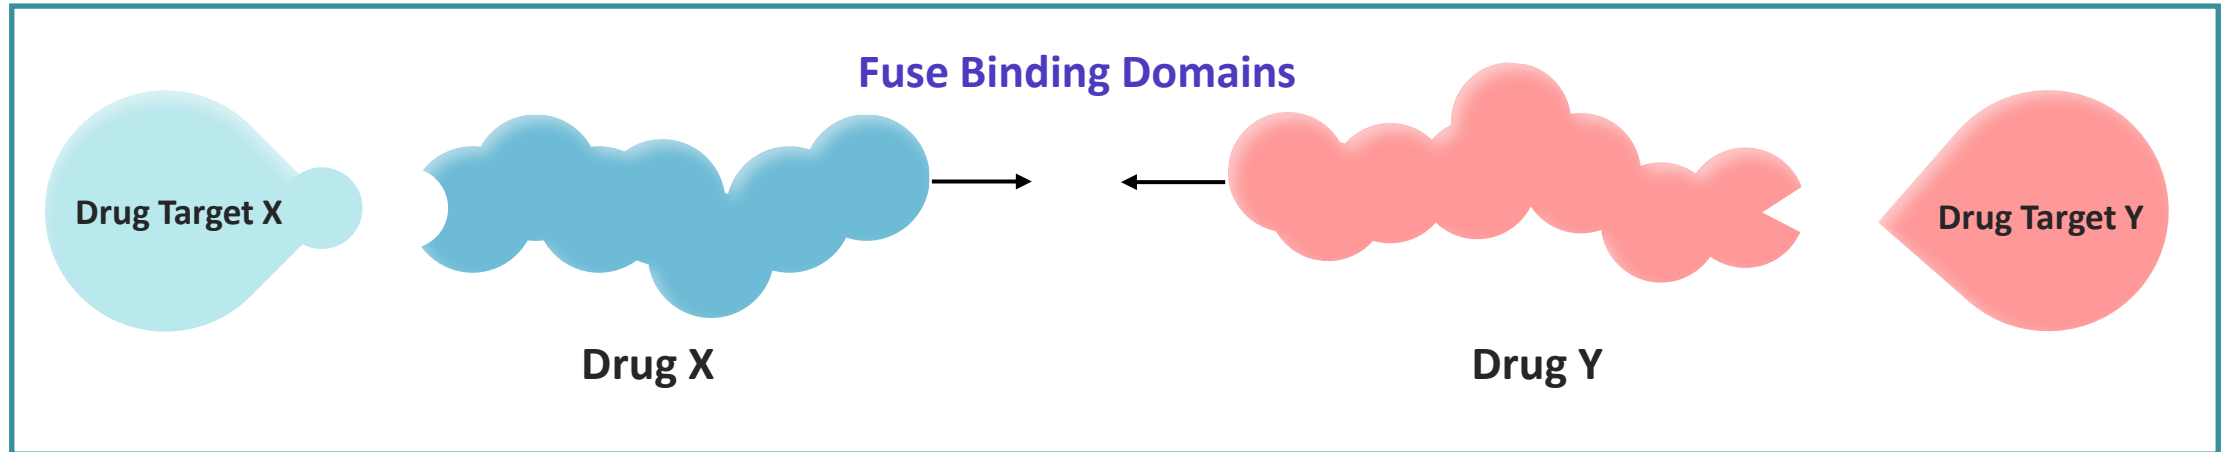 Fuse Binding Domains
Drug Target X
Drug Target Y
Drug X
Drug Y